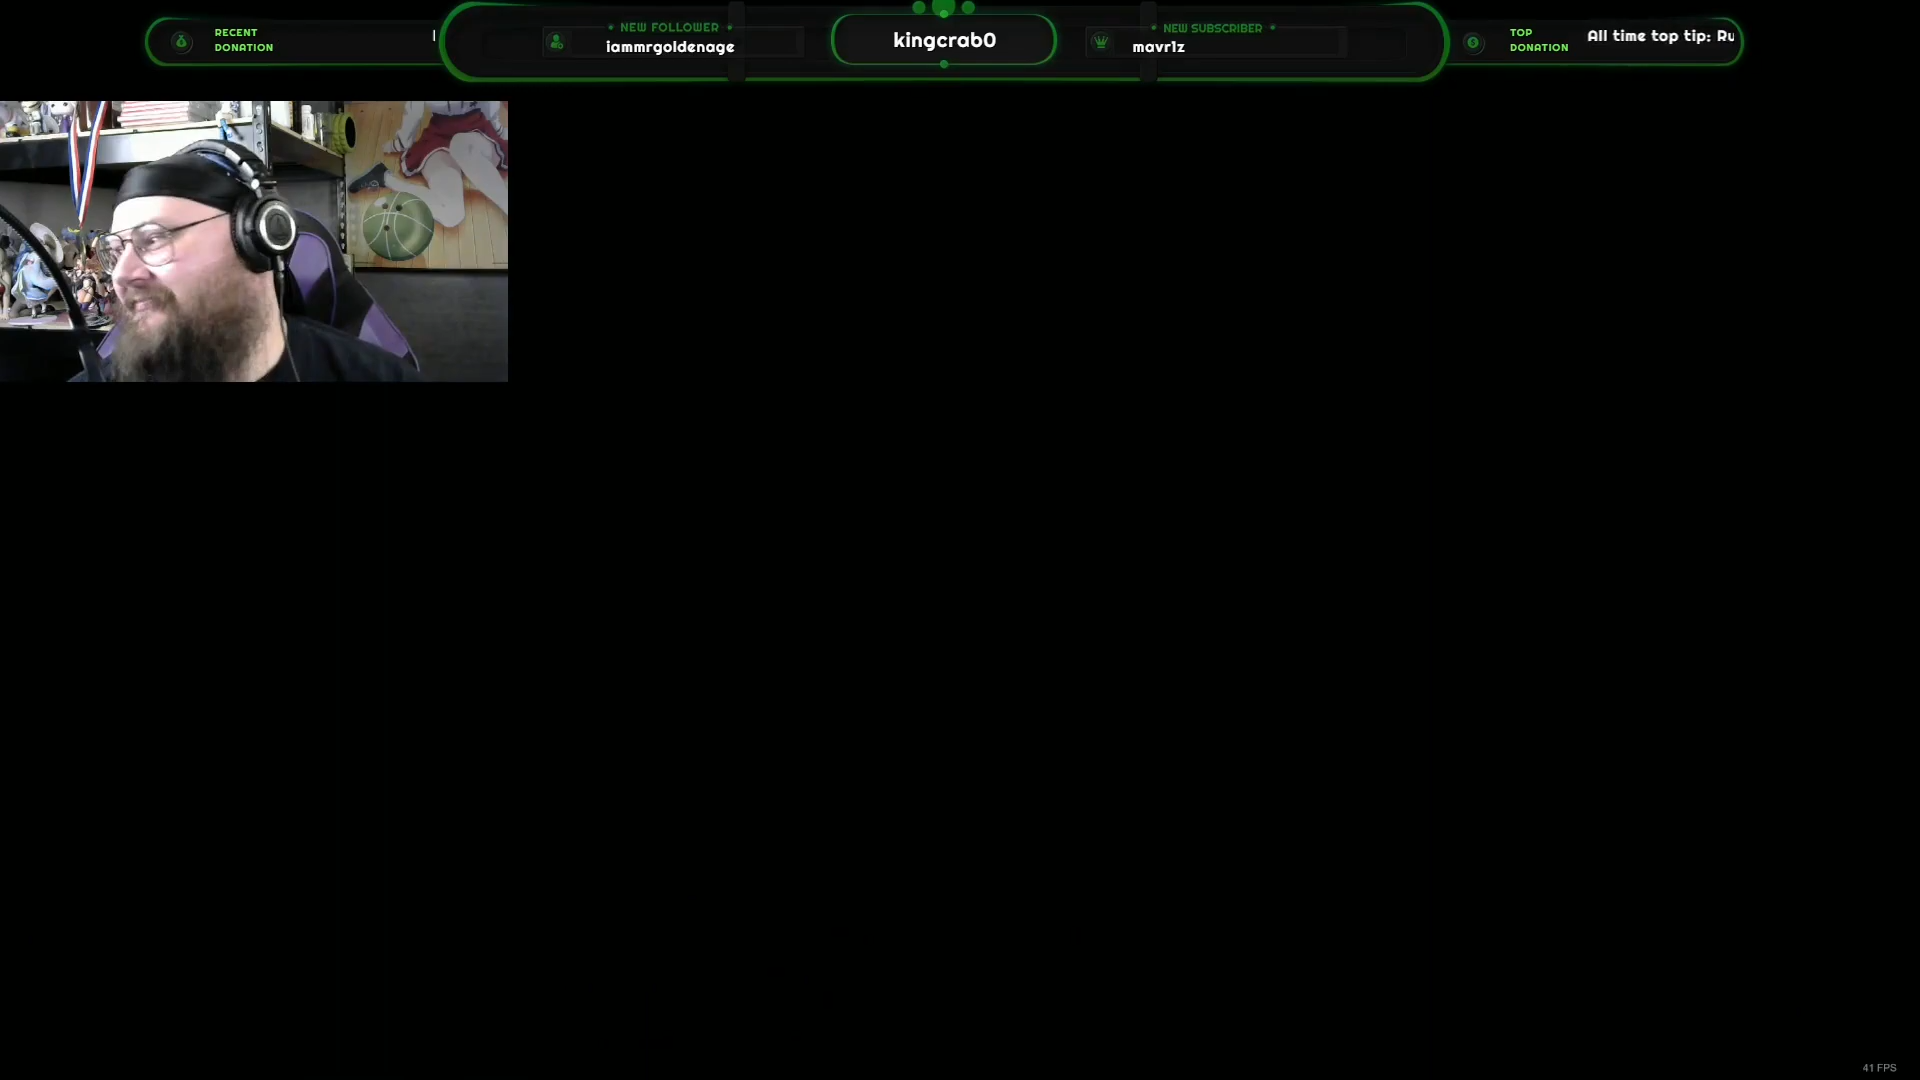 RECENT
DONATION
NEW FOLLOWER
iammrgoldenage
kingcrab0
NEW SUBSCRIBER
mavr1z
TOP
DONATION
All time top tip: Ru
41 FPS